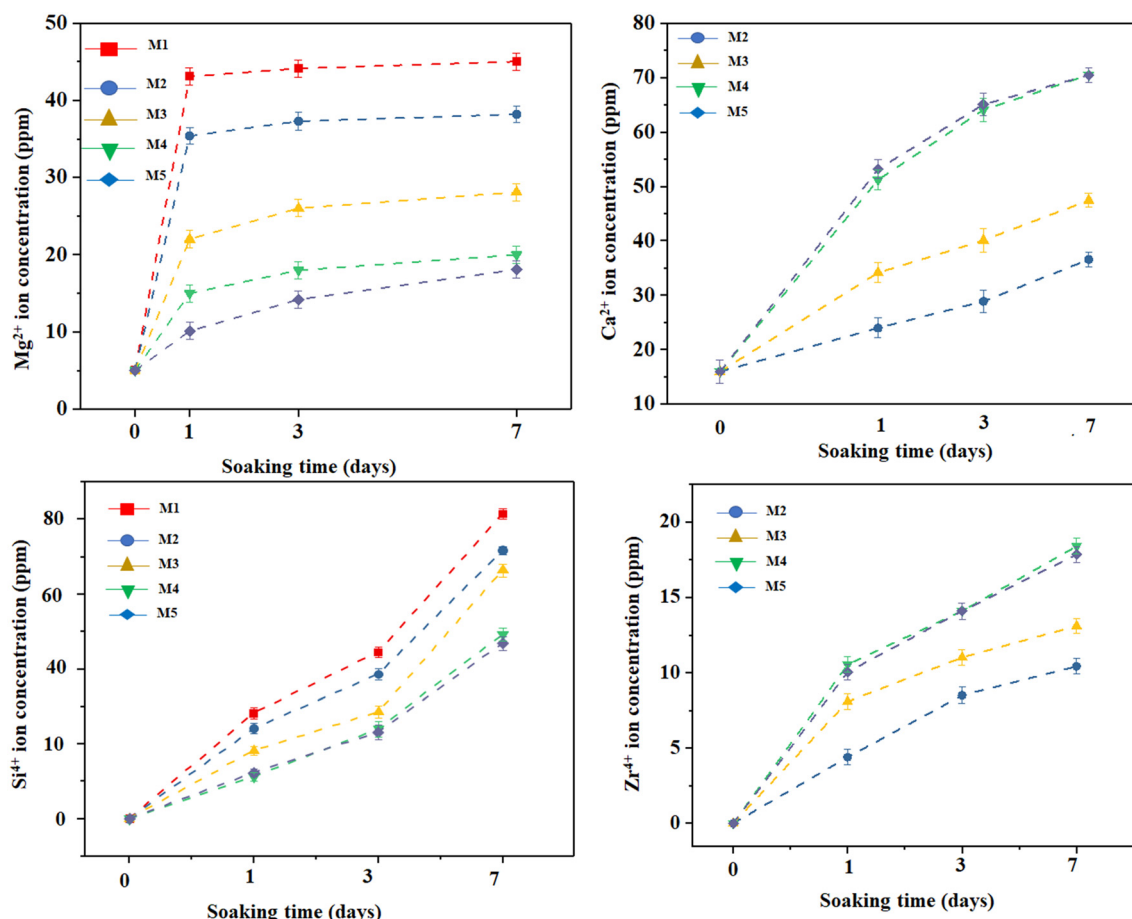 50
40
30
20
10
0
Mg²⁺ ion concentration (ppm)
M1
M2
M3
M4
M5
0 1 3 7
Soaking time (days)
80
70
60
50
40
30
20
10
Ca²⁺ ion concentration (ppm)
M2
M3
M4
M5
0 1 3 7
Soaking time (days)
80
60
40
10
0
Si⁴⁺ ion concentration (ppm)
M1
M2
M3
M4
M5
0 1 3 7
Soaking time (days)
20
15
10
5
0
Zr⁴⁺ ion concentration (ppm)
M2
M3
M4
M5
0 1 3 7
Soaking time (days)